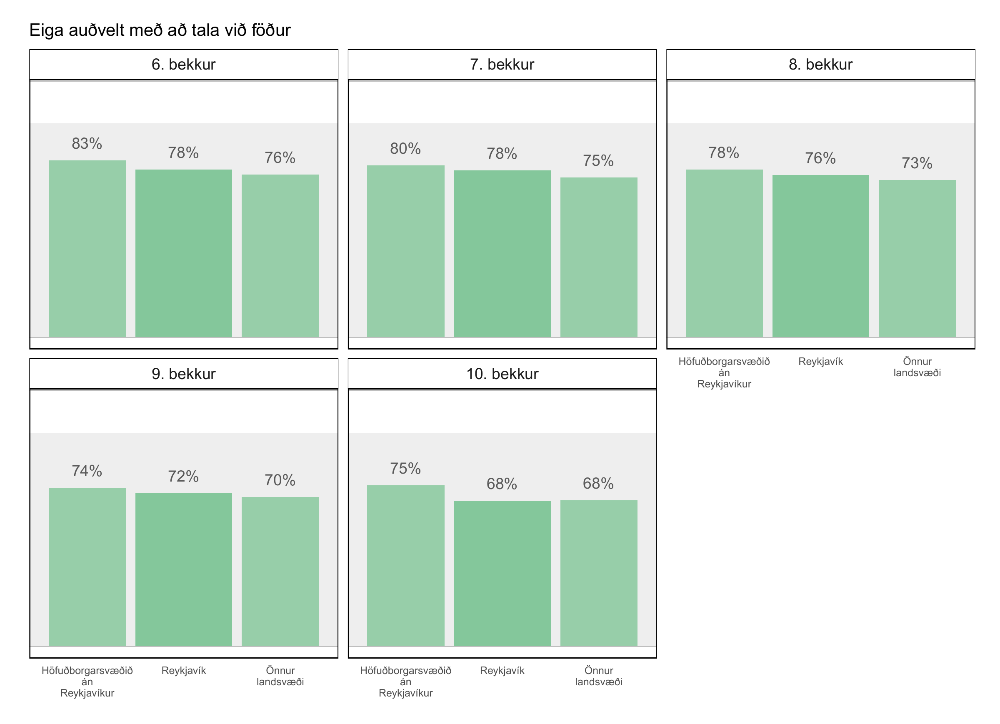 Eiga auðvelt með að tala við föður
6. bekkur
83%
78%
76%
7. bekkur
80%
78%
75%
8. bekkur
78%
76%
73%
Höfuðborgarsvæðið
án
Reykjavíkur
Reykjavík
Önnur
landsvæði
9. bekkur
74%
72%
70%
Höfuðborgarsvæðið
án
Reykjavíkur
Reykjavík
Önnur
landsvæði
10. bekkur
75%
68%
68%
Höfuðborgarsvæðið
án
Reykjavíkur
Reykjavík
Önnur
landsvæði